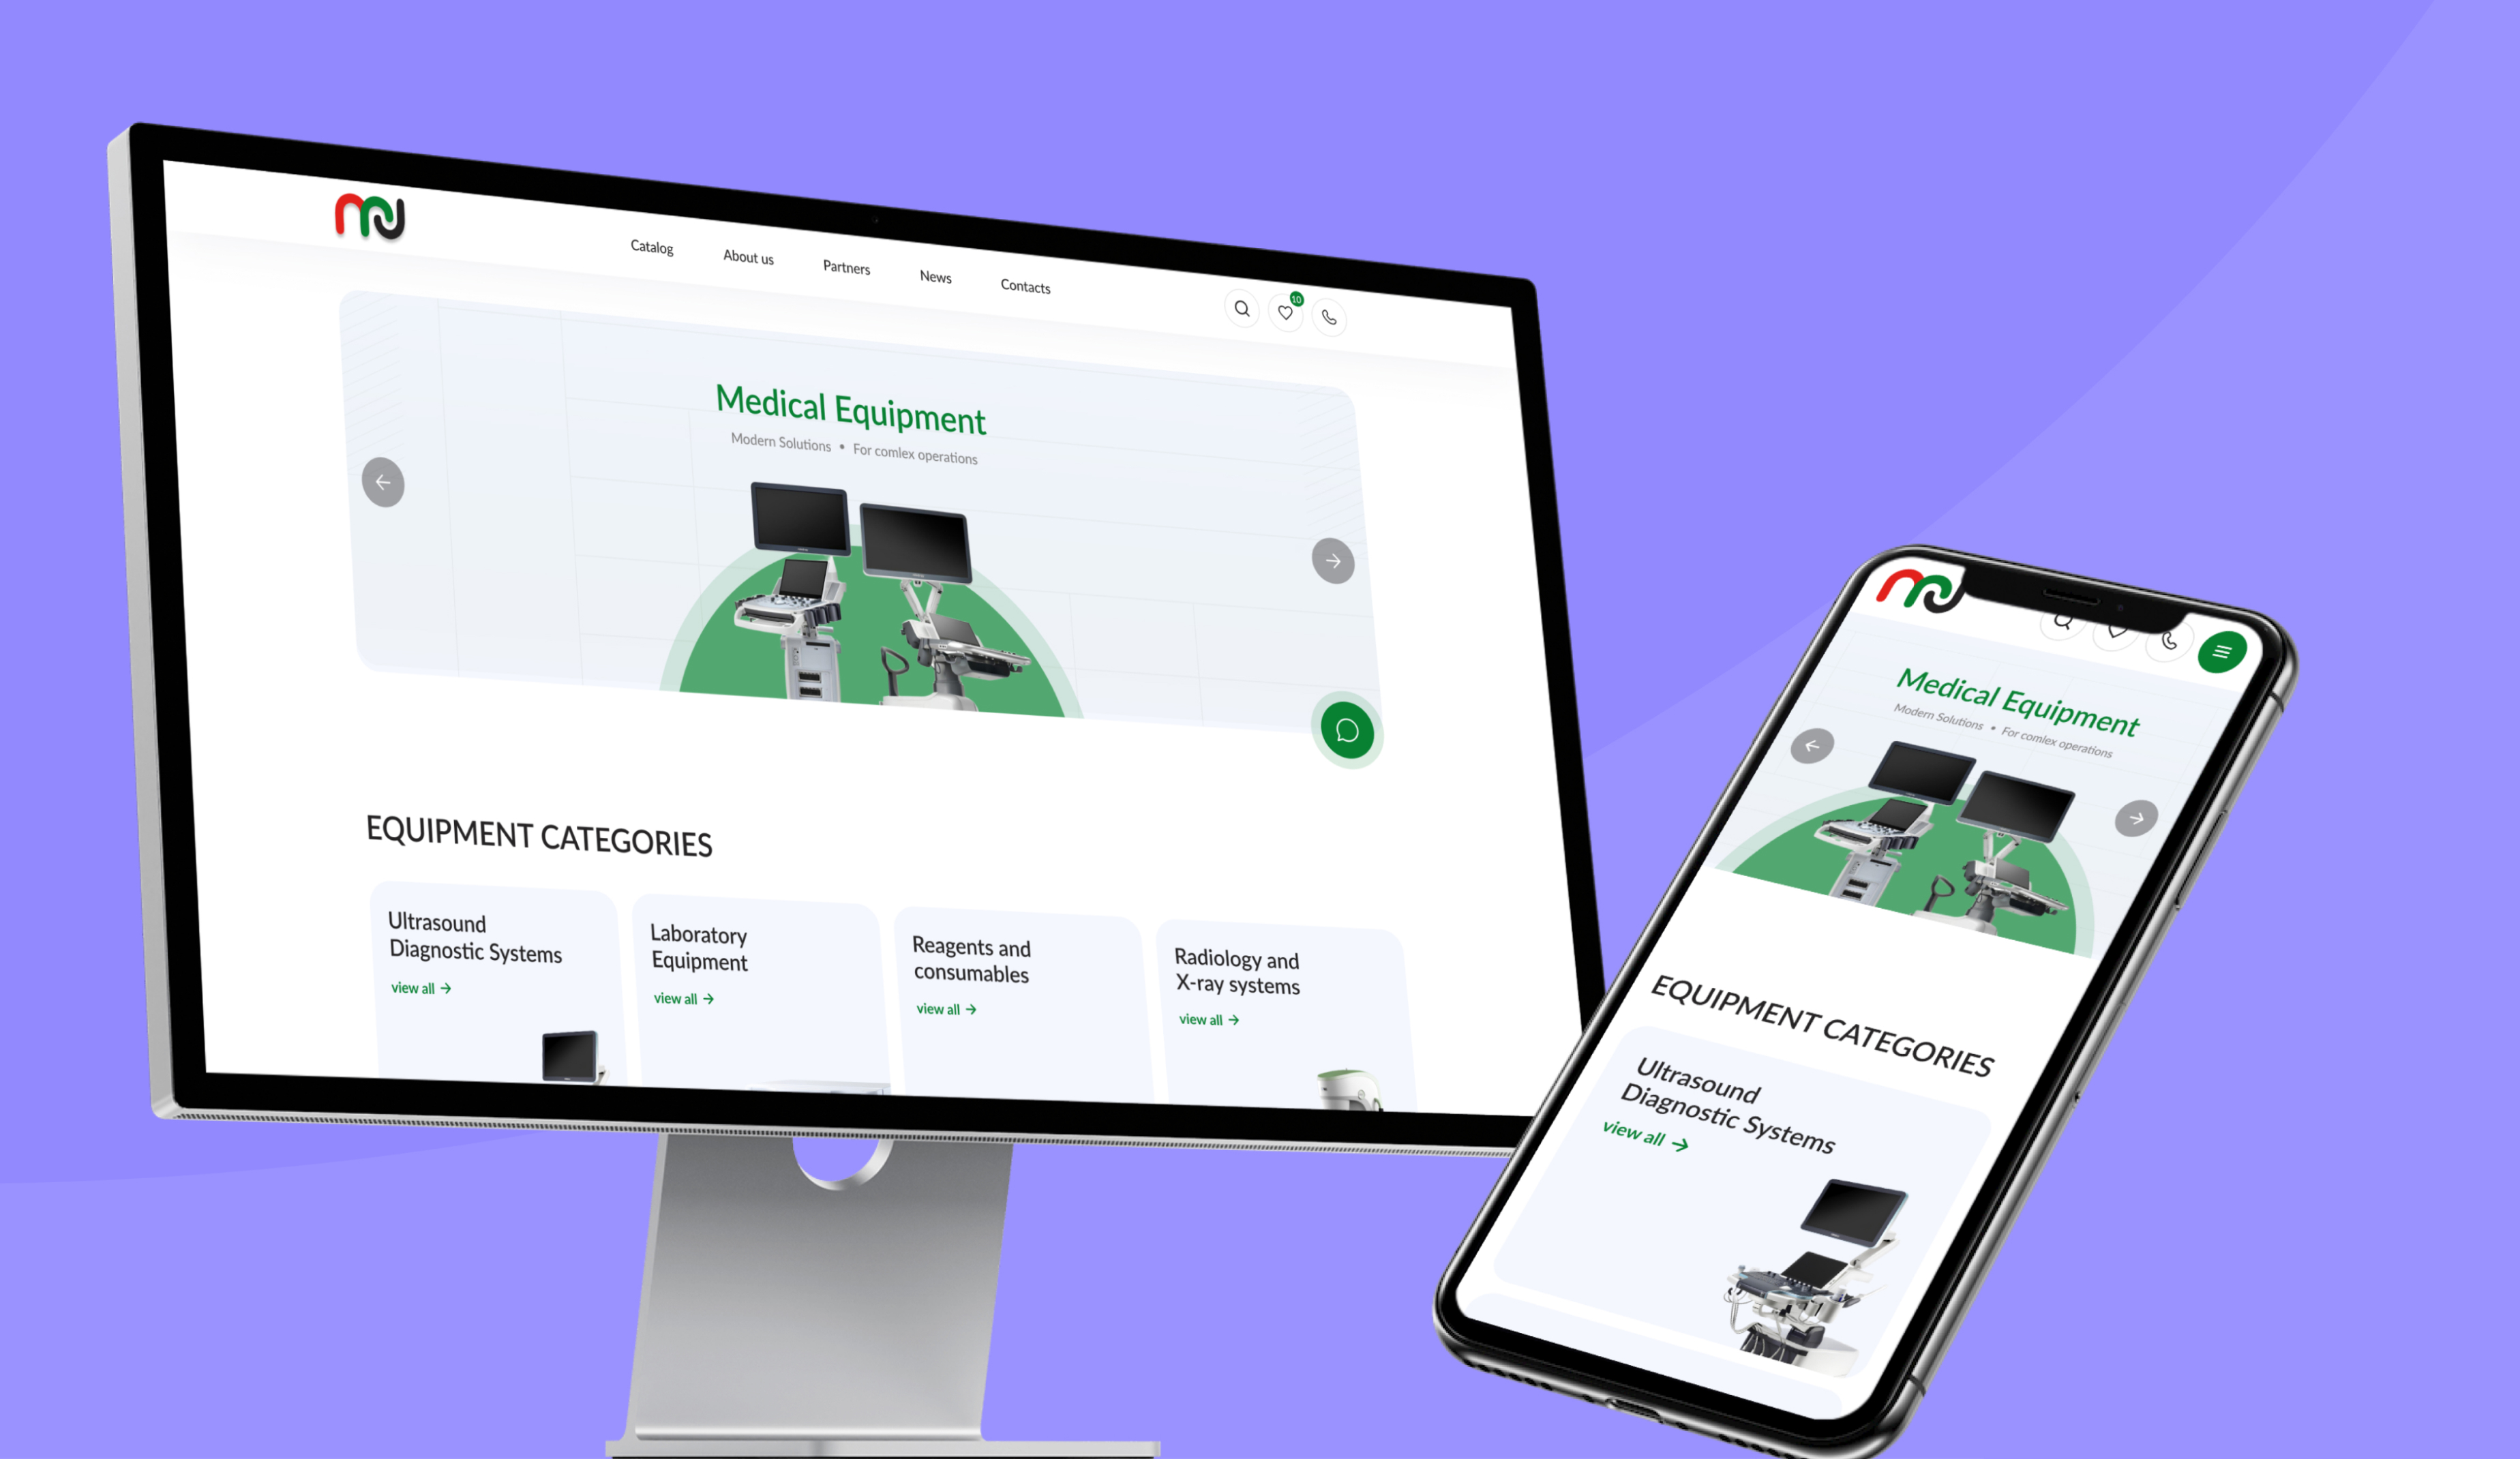 Catalog
About us
Partners
News
Contacts
10
Medical Equipment
Modern Solutions • For comlex operations
EQUIPMENT CATEGORIES
Ultrasound
Diagnostic Systems
view all →
Laboratory
Equipment
view all →
Reagents and
consumables
view all →
Radiology and
X-ray systems
view all →
Medical Equipment
Modern Solutions • For comlex operations
EQUIPMENT CATEGORIES
Ultrasound
Diagnostic Systems
view all →